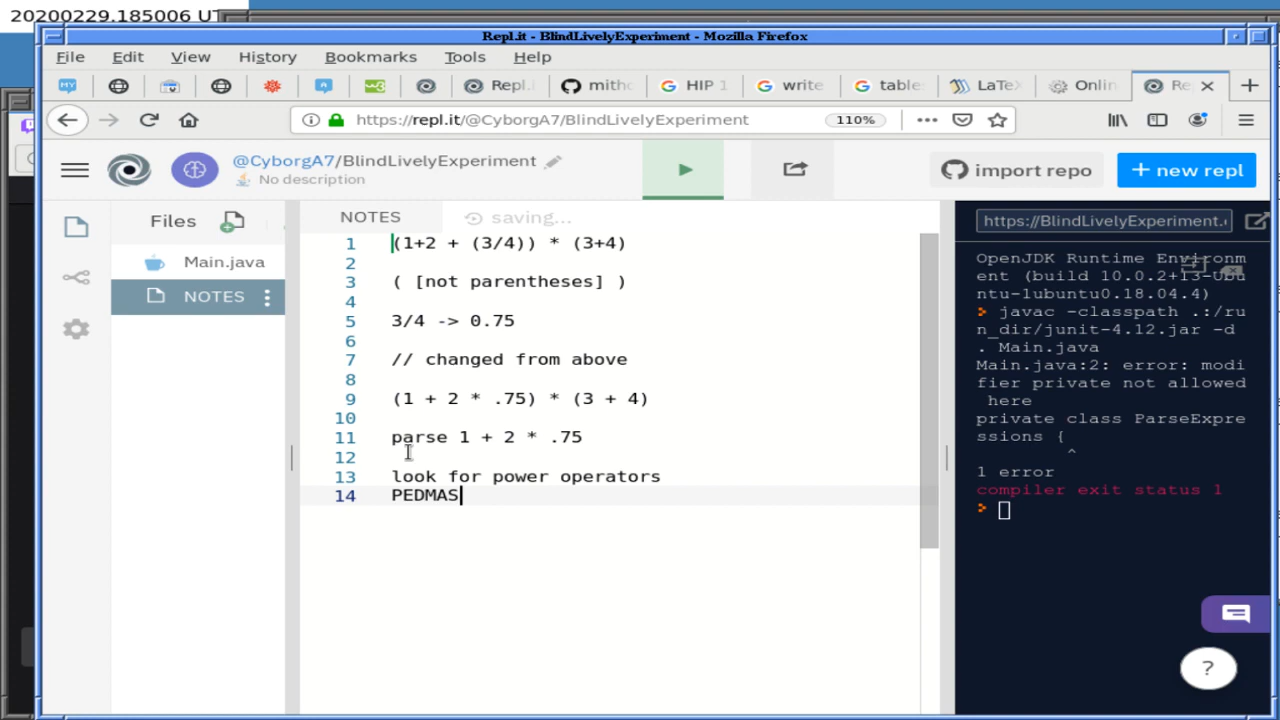 20200229.185006 UT
Repl.it - BlindLivelyExperiment - Mozilla Firefox
File Edit View History Bookmarks Tools Help
Repl. mitho HIP 1 write table LaTeX Onlin Re
https://repl.it/@CyborgA7/BlindLivelyExperiment 110%
@CyborgA7/BlindLivelyExperiment
No description
import repo
+ new repl
Files
Main.java
NOTES
NOTES saving...
1 (1+2 + (3/4)) * (3+4)
2
3 ( [not parentheses] )
4
5 3/4 -> 0.75
6
7 // changed from above
8
9 (1 + 2 * .75) * (3 + 4)
10
11 parse 1 + 2 * .75
12
13 look for power operators
14 PEDMAS
https://BlindLivelyExperiment.
OpenJDK Runtime Environm
ent (build 10.0.2+13-Ubu
ntu-1ubuntu0.18.04.4)
> javac -classpath .:/ru
n_dir/junit-4.12.jar -d
. Main.java
Main.java:2: error: modi
fier private not allowed
here
private class ParseExpre
ssions {
^
1 error
compiler exit status 1
>
?